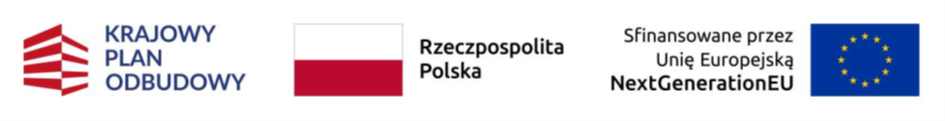 KRAJOWY
PLAN
ODBUDOWY
Rzeczpospolita
Polska
Sfinansowane przez
Unię Europejską
NextGenerationEU